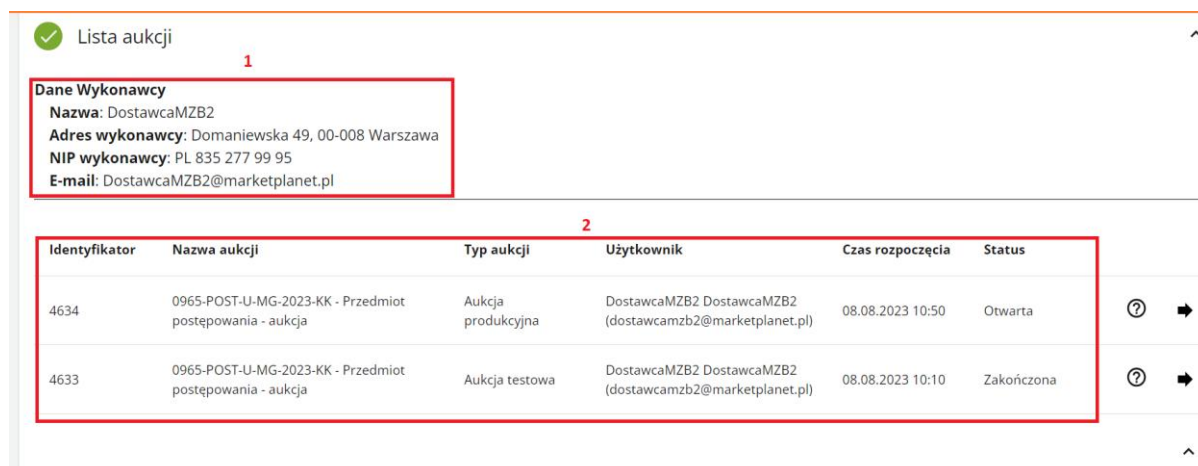 Lista aukcji
1
Dane Wykonawcy
Nazwa: DostawcaMZB2
Adres wykonawcy: Domaniewska 49, 00-008 Warszawa
NIP wykonawcy: PL 835 277 99 95
E-mail: DostawcaMZB2@marketplanet.pl
2
Identyfikator Nazwa aukcji Typ aukcji Użytkownik Czas rozpoczęcia Status
4634 0965-POST-U-MG-2023-KK - Przedmiot postępowania - aukcja Aukcja produkcyjna DostawcaMZB2 DostawcaMZB2 (dostawcamzb2@marketplanet.pl) 08.08.2023 10:50 Otwarta
4633 0965-POST-U-MG-2023-KK - Przedmiot postępowania - aukcja Aukcja testowa DostawcaMZB2 DostawcaMZB2 (dostawcamzb2@marketplanet.pl) 08.08.2023 10:10 Zakończona